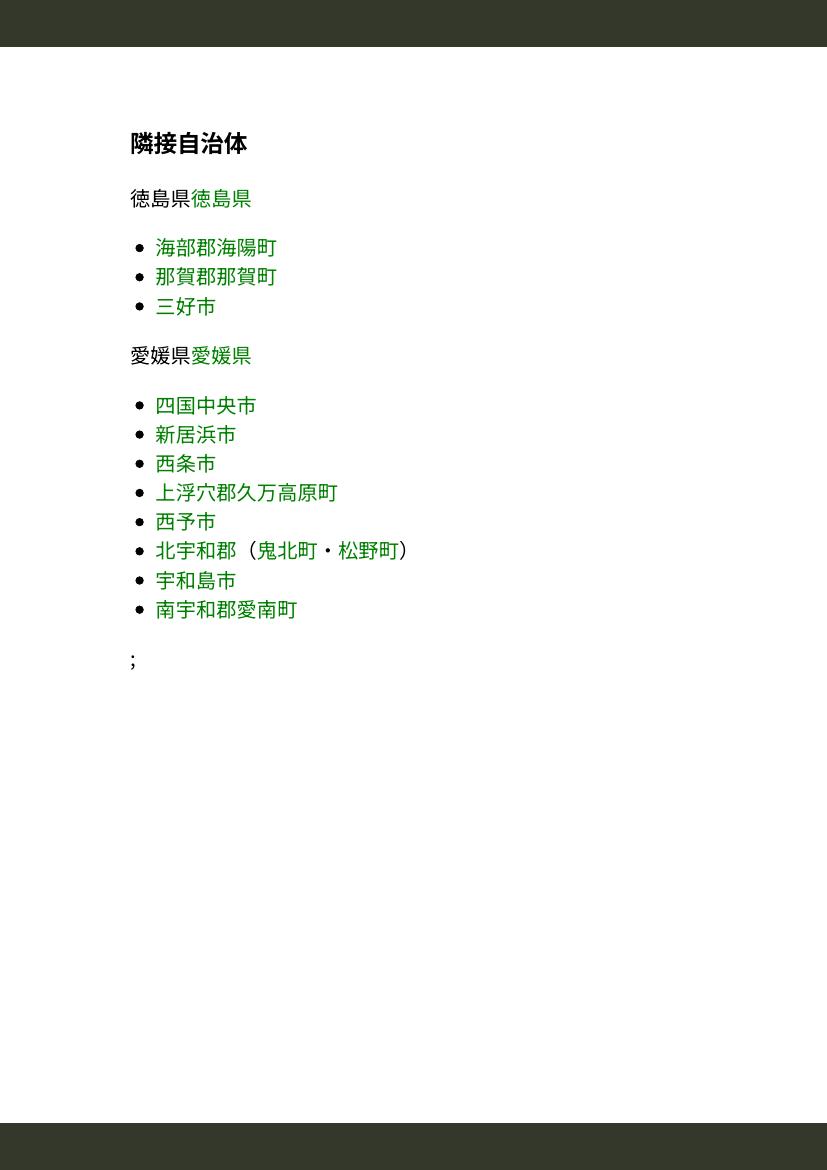 隣接自治体
徳島県徳島県
海部郡海陽町
那賀郡那賀町
三好市
愛媛県愛媛県
四国中央市
新居浜市
西条市
上浮穴郡久万高原町
西予市
北宇和郡（鬼北町・松野町）
宇和島市
南宇和郡愛南町
;